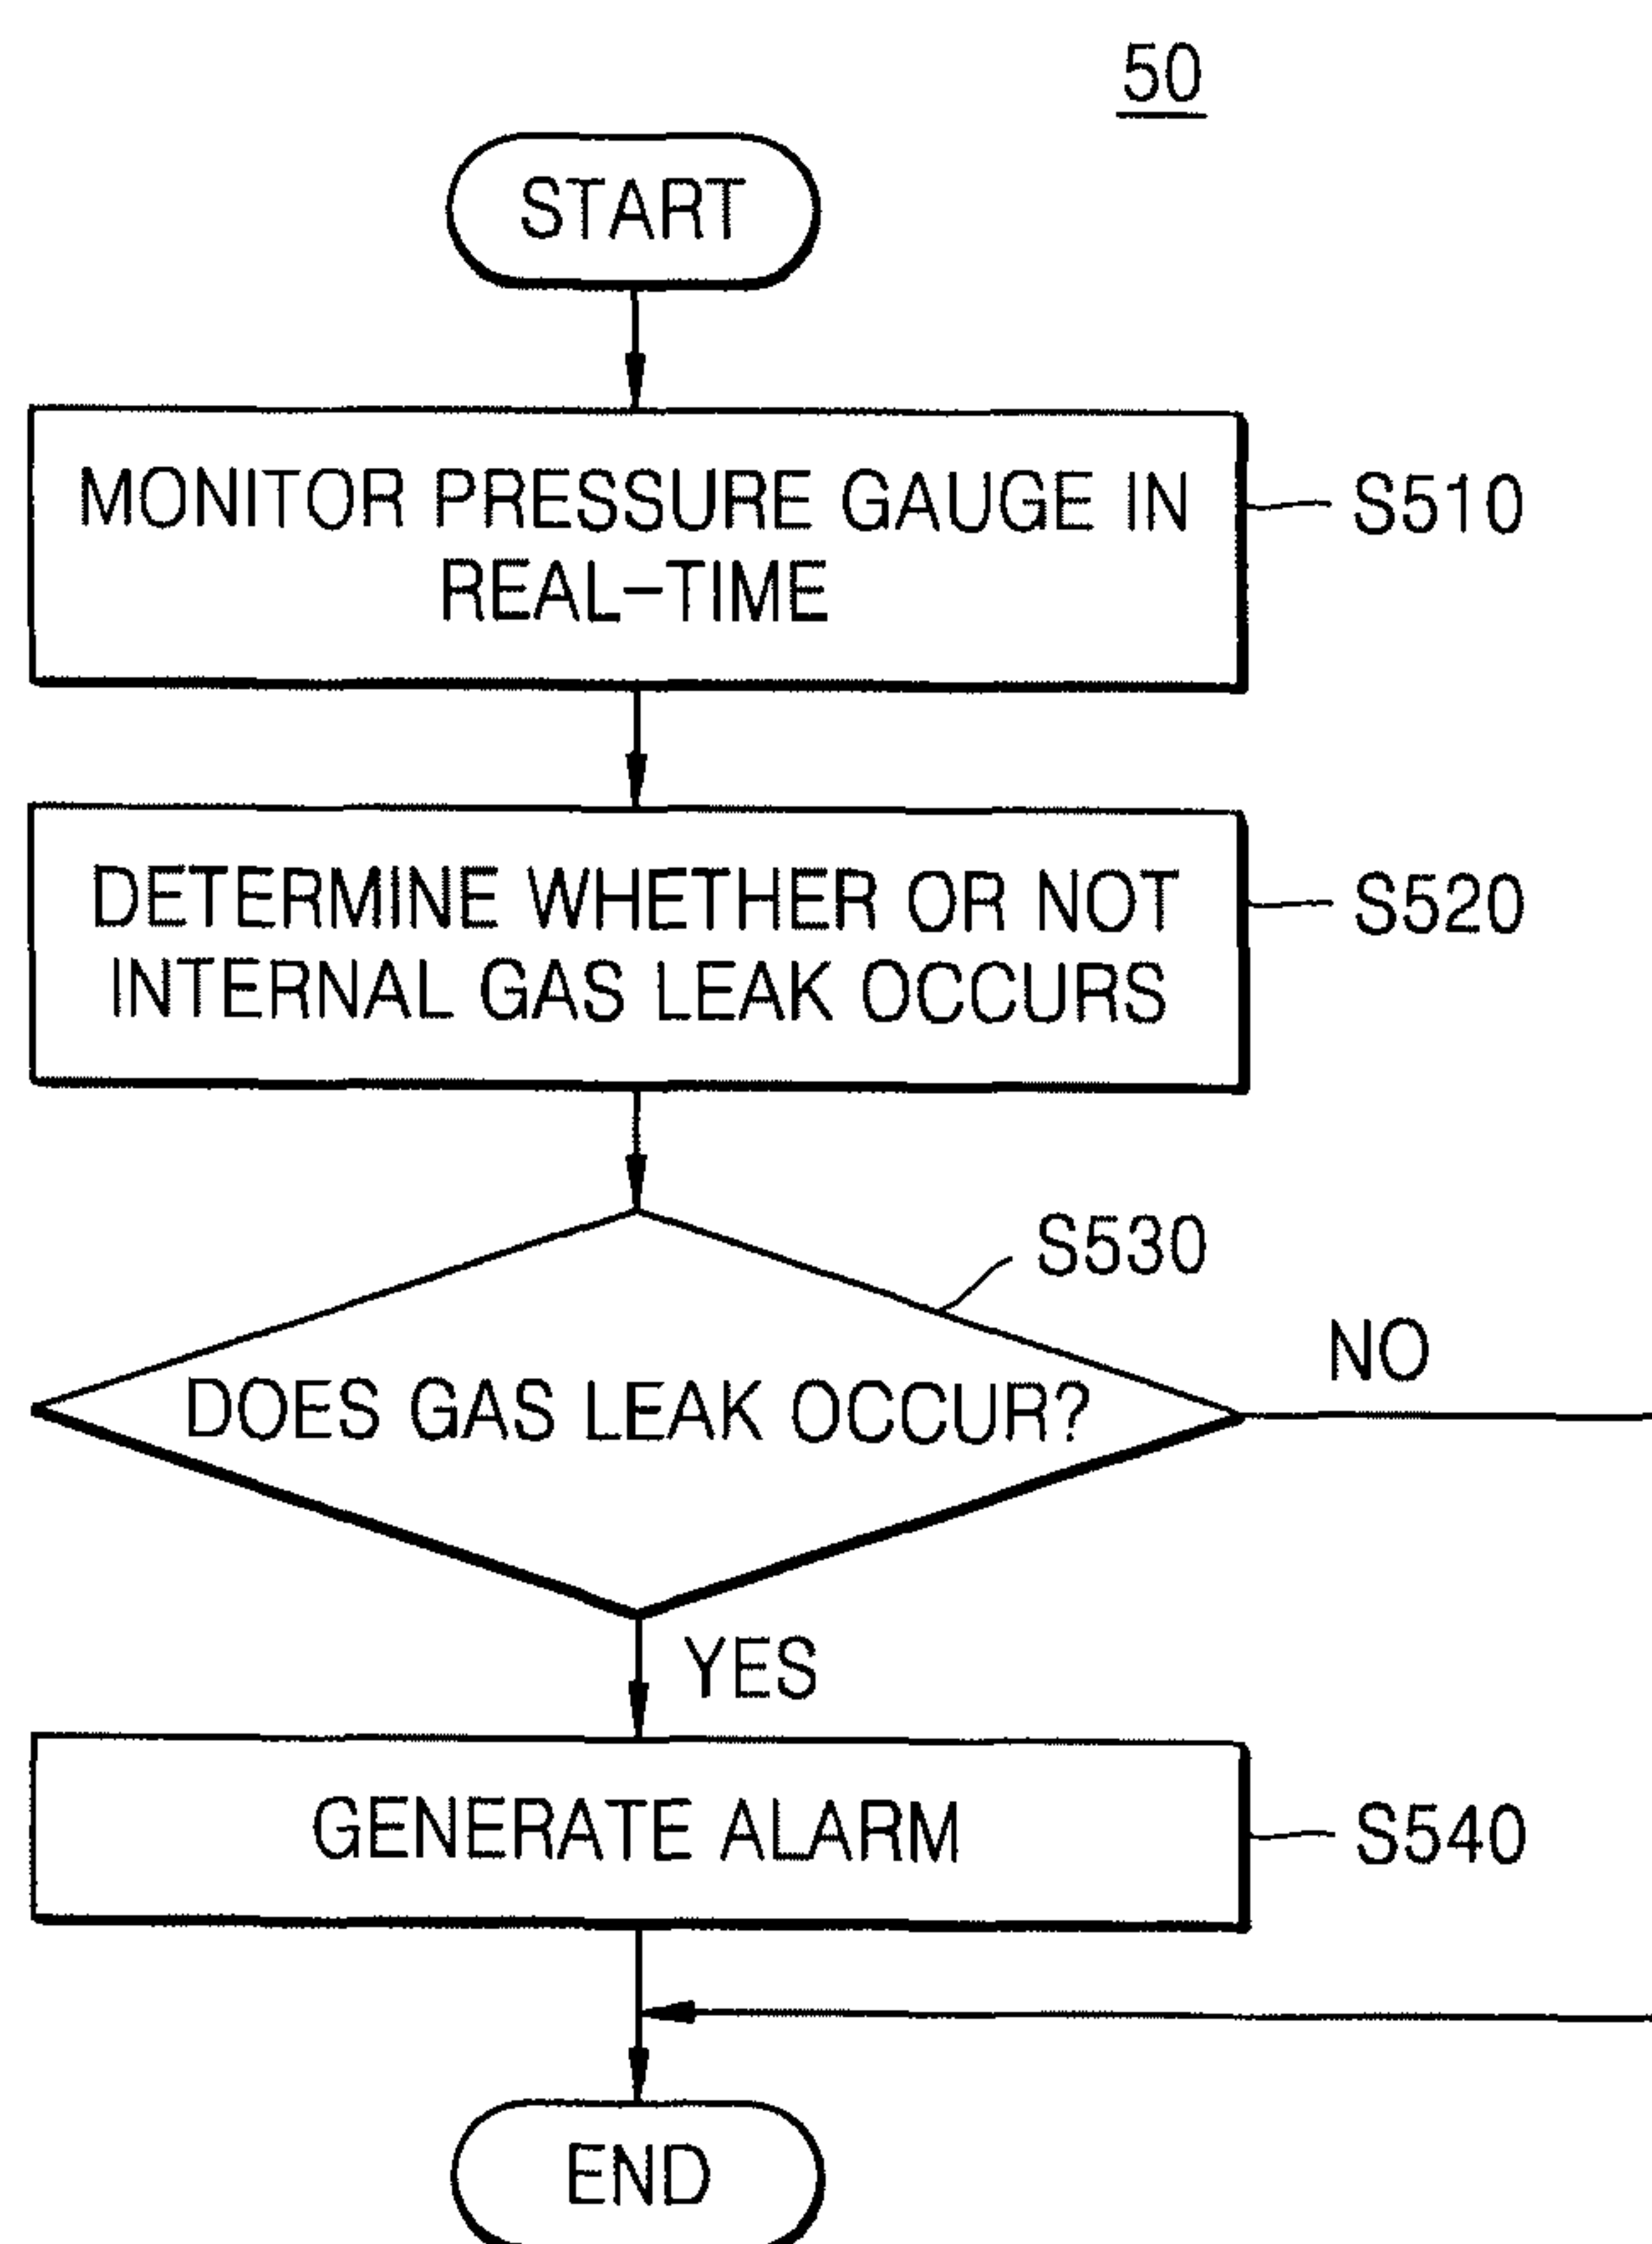 50
START
MONITOR PRESSURE GAUGE IN
REAL-TIME
S510
DETERMINE WHETHER OR NOT
INTERNAL GAS LEAK OCCURS
S520
S530
DOES GAS LEAK OCCUR?
NO
YES
GENERATE ALARM
S540
END